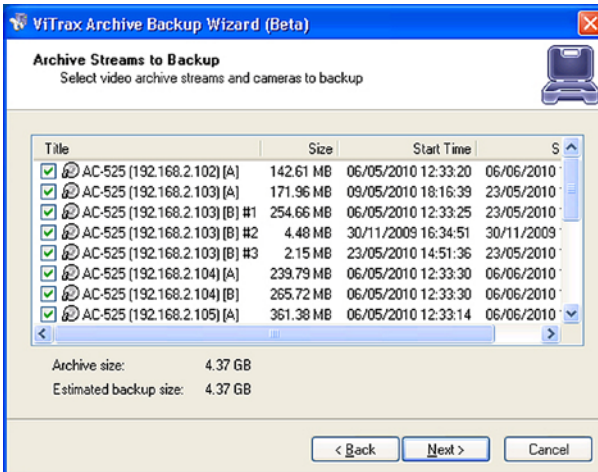 ViTrax Archive Backup Wizard (Beta)
Archive Streams to Backup
Select video archive streams and cameras to backup
Title Size Start Time S
AC-525 (192.168.2.102) [A] 142.61 MB 06/05/2010 12:33:20 06/06/2010
AC-525 (192.168.2.103) [A] 171.96 MB 09/05/2010 18:16:39 23/05/2010
AC-525 (192.168.2.103) [B] #1 254.66 MB 06/05/2010 12:33:25 23/05/2010
AC-525 (192.168.2.103) [B] #2 4.48 MB 30/11/2009 16:34:51 30/11/2009
AC-525 (192.168.2.103) [B] #3 2.15 MB 23/05/2010 14:51:36 23/05/2010
AC-525 (192.168.2.104) [A] 239.79 MB 06/05/2010 12:33:30 06/06/2010
AC-525 (192.168.2.104) [B] 265.72 MB 06/05/2010 12:33:30 06/06/2010
AC-525 (192.168.2.105) [A] 361.38 MB 06/05/2010 12:33:14 06/06/2010
Archive size: 4.37 GB
Estimated backup size: 4.37 GB
< Back Next > Cancel